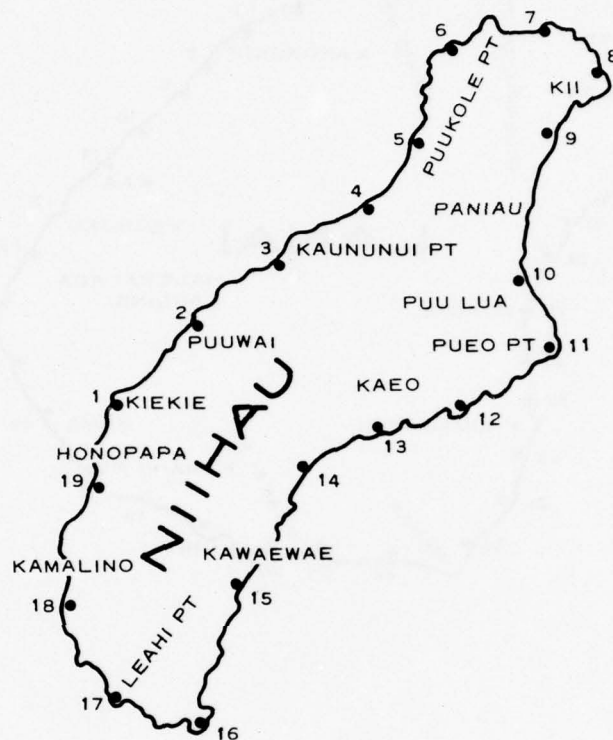 7
6
8
PUUKOLE PT
KII
5
9
4
PANIAU
3
KAUNUNUI PT
10
PUU LUA
2
PUUWAI
PUEO PT
11
1
KIEKIE
KAEO
12
13
HONOPAPA
NIIHAU
14
19
KAMALINO
KAWAEWAE
15
18
LEAHI PT
17
16